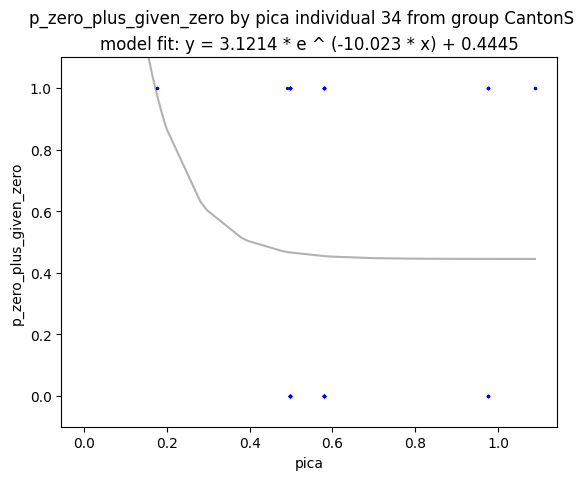 p_zero_plus_given_zero by pica individual 34 from group CantonS
model fit: y = 3.1214 * e ^ (-10.023 * x) + 0.4445
p_zero_plus_given_zero
1.0
0.8
0.6
0.4
0.2
0.0
0.0 0.2 0.4 0.6 0.8 1.0
pica